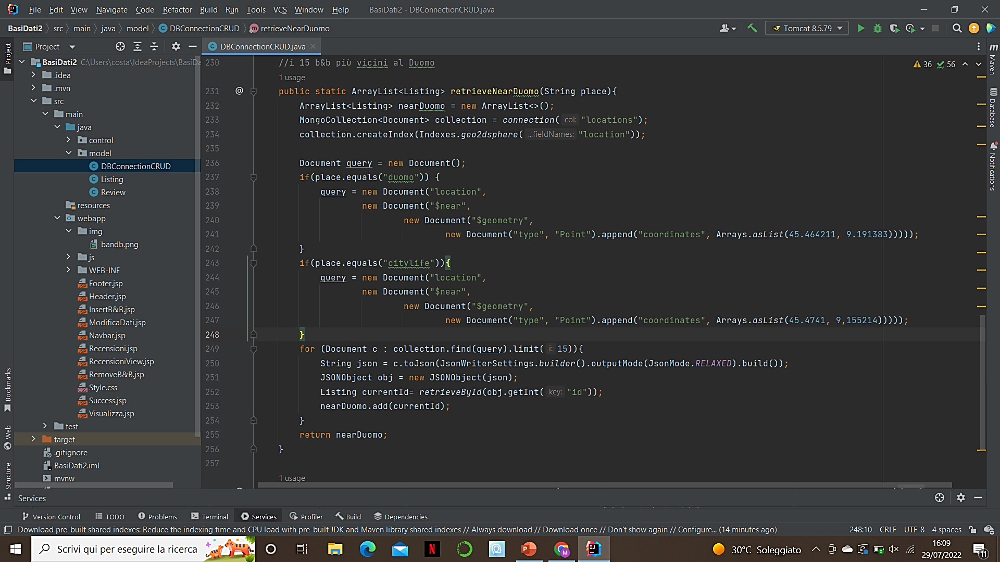 File Edit View Navigate Code Refactor Build Run Tools VCS Window Help BasiDati2 - DBConnectionCRUD.java
BasiDati2 src main java model DBConnectionCRUD retrieveNearDuomo Tomcat 8.5.79
Project DBConnectionCRUD.java
Project
Bookmarks
Web
Structure
BasiDati2 C:\Users\costa\IdeaProjects\BasiDa
.idea
.mvn
src
main
java
control
model
DBConnectionCRUD
Listing
Review
resources
webapp
img
bandb.png
js
WEB-INF
Footer.jsp
Header.jsp
InsertB&B.jsp
ModificaDati.jsp
Navbar.jsp
Recensioni.jsp
RecensioniView.jsp
RemoveB&B.jsp
Style.css
Success.jsp
Visualizza.jsp
test
target
.gitignore
BasiDati2.iml
mvnw
36 56
230 //i 15 b&b più vicini al Duomo
1 usage
231 @ public static ArrayList<Listing> retrieveNearDuomo(String place){
232 ArrayList<Listing> nearDuomo = new ArrayList<>();
233 MongoCollection<Document> collection = connection( col: "locations");
234 collection.createIndex(Indexes.geo2dsphere( ...fieldNames: "location"));
235
236 Document query = new Document();
237 if(place.equals("duomo")) {
238 query = new Document("location",
239 new Document("$near",
240 new Document("$geometry",
241 new Document("type", "Point").append("coordinates", Arrays.asList(45.464211, 9.191383)))));
242 }
243 if(place.equals("citylife")){
244 query = new Document("location",
245 new Document("$near",
246 new Document("$geometry",
247 new Document("type", "Point").append("coordinates", Arrays.asList(45.4741, 9,155214)))));
248 }
249 for (Document c : collection.find(query).limit( i: 15)){
250 String json = c.toJson(JsonWriterSettings.builder().outputMode(JsonMode.RELAXED).build());
251 JSONObject obj = new JSONObject(json);
252 Listing currentId= retrieveById(obj.getInt( key: "id"));
253 nearDuomo.add(currentId);
254 }
255 return nearDuomo;
256 }
257
1 usage
m Maven
Database
Notifications
Services
Version Control TODO Problems Terminal Services Profiler Build Dependencies
Download pre-built shared indexes: Reduce the indexing time and CPU load with pre-built JDK and Maven library shared indexes // Always download // Download once // Don't show again // Configure... (14 minutes ago) 248:10 CRLF UTF-8 4 spaces
Scrivi qui per eseguire la ricerca 30°C Soleggiato 16:09
29/07/2022 11